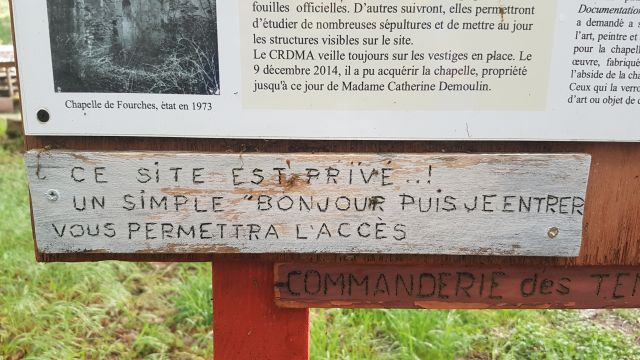 fouilles officielles. D'autres suivront, elles permettront
d'étudier de nombreuses sépultures et de mettre au jour
les structures visibles sur le site.
Le CRDMA veille toujours sur les vestiges en place. Le
9 décembre 2014, il a pu acquérir la chapelle, propriété
jusqu'à ce jour de Madame Catherine Demoulin.
Chapelle de Fourches, état en 1973
Documentation
a demandé a
l'art, peintre et
pour la chapelle
œuvre, fabriqué
l'abside de la cha
Ceux qui la verro
d'art ou objet de
CE SITE EST PRIVÉ..!
UN SIMPLE "BONJOUR PUIS JE ENTRER
VOUS PERMETTRA L'ACCÈS
COMMANDERIE des TEM